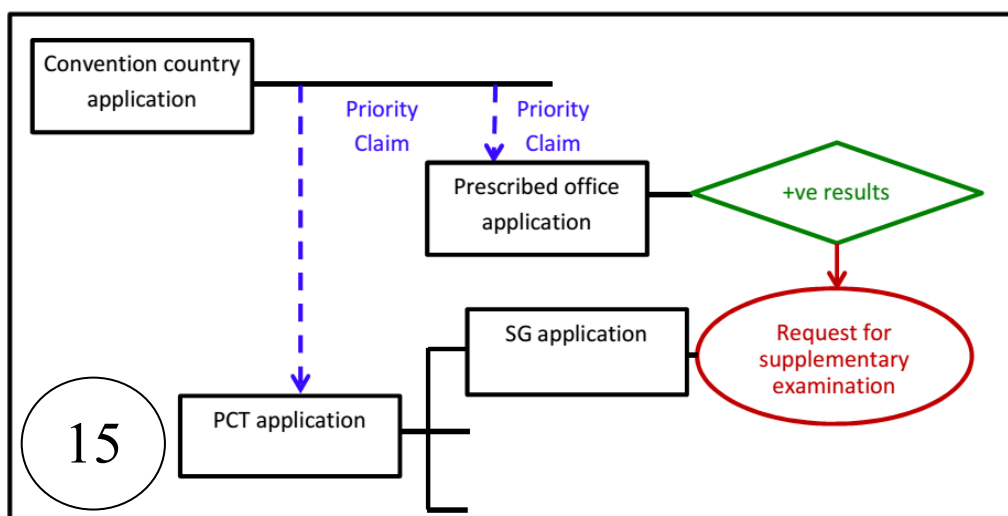 Convention country
application
Priority
Claim
Priority
Claim
Prescribed office
application
+ve results
SG application
Request for
supplementary
examination
PCT application
15